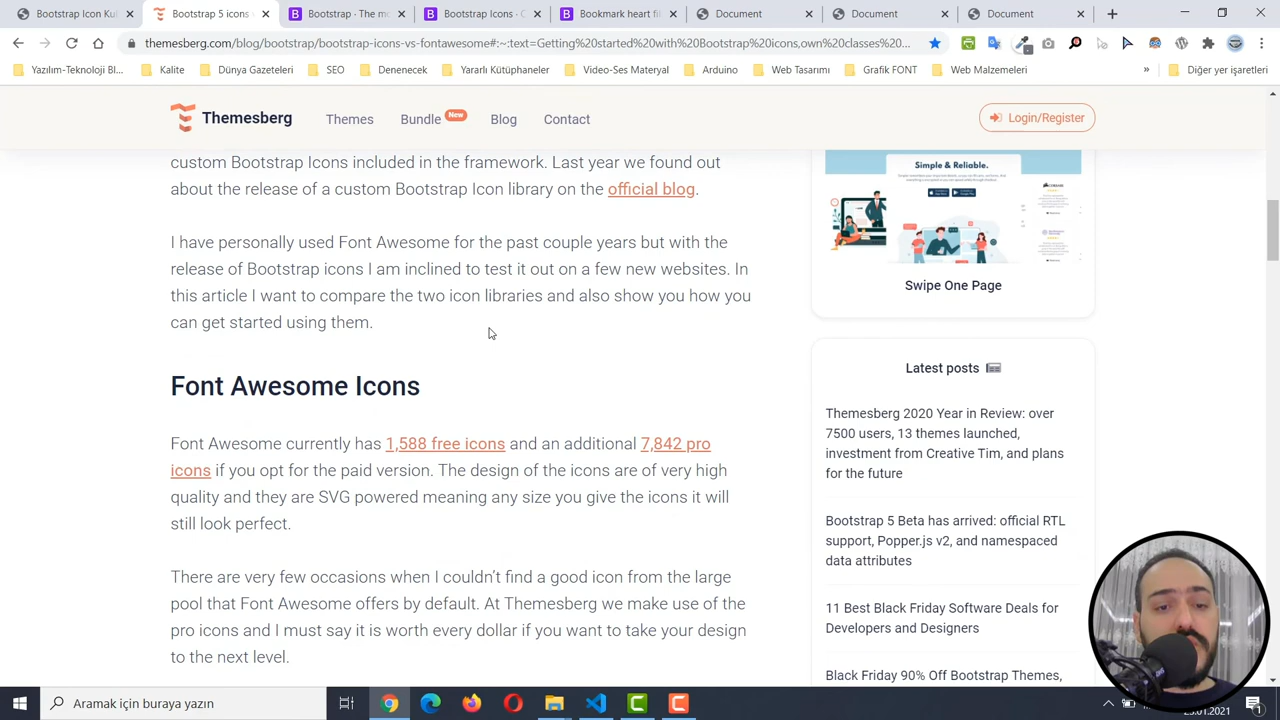 Bootstrap Icon Kul
Bootstrap 5 icons v
Bootstrap · The mo
Bootstrap Icons · O
Bookmark heart fil
Document
Document
themesberg.com/blog/bootstrap/bootstrap-icons-vs-fontawesome#:~:text=Getting%20started%20with%20Bootstrap%20icons,own%20classes%20...
Yazılım-Teknoloji Bl...
Kalite
Dünya Gazeteleri
SEO
Denenecek
Yararlı Kütüphaneler
Video-Ses Materyal
Arduino
Web Tasarımı
Grafik FONT
Web Malzemeleri
»
Diğer yer işaretleri
Themesberg
Themes
Bundle
New
Blog
Contact
Login/Register
custom Bootstrap Icons included in the framework. Last year we found out
about the release of a custom Bootstrap Icon library on the official blog.
I have personally used Font Awesome for the past couple years but with the
release of Bootstrap icons I am inclined to test it out on a few new websites. In
this article I want to compare the two icon libraries and also show you how you
can get started using them.
Font Awesome Icons
Font Awesome currently has 1,588 free icons and an additional 7,842 pro
icons if you opt for the paid version. The design of the icons are of very high
quality and they are SVG powered meaning any size you give the icons it will
still look perfect.
There are very few occasions when I couldn't find a good icon from the large
pool that Font Awesome offers by default. At Themesberg we make use of the
pro icons and I must say it is worth every dollar if you want to take your design
to the next level.
Simple & Reliable.
Swipe One Page
Latest posts
Themesberg 2020 Year in Review: over
7500 users, 13 themes launched,
investment from Creative Tim, and plans
for the future
Bootstrap 5 Beta has arrived: official RTL
support, Popper.js v2, and namespaced
data attributes
11 Best Black Friday Software Deals for
Developers and Designers
Black Friday 90% Off Bootstrap Themes,
Aramak için buraya yazın
25.01.2021